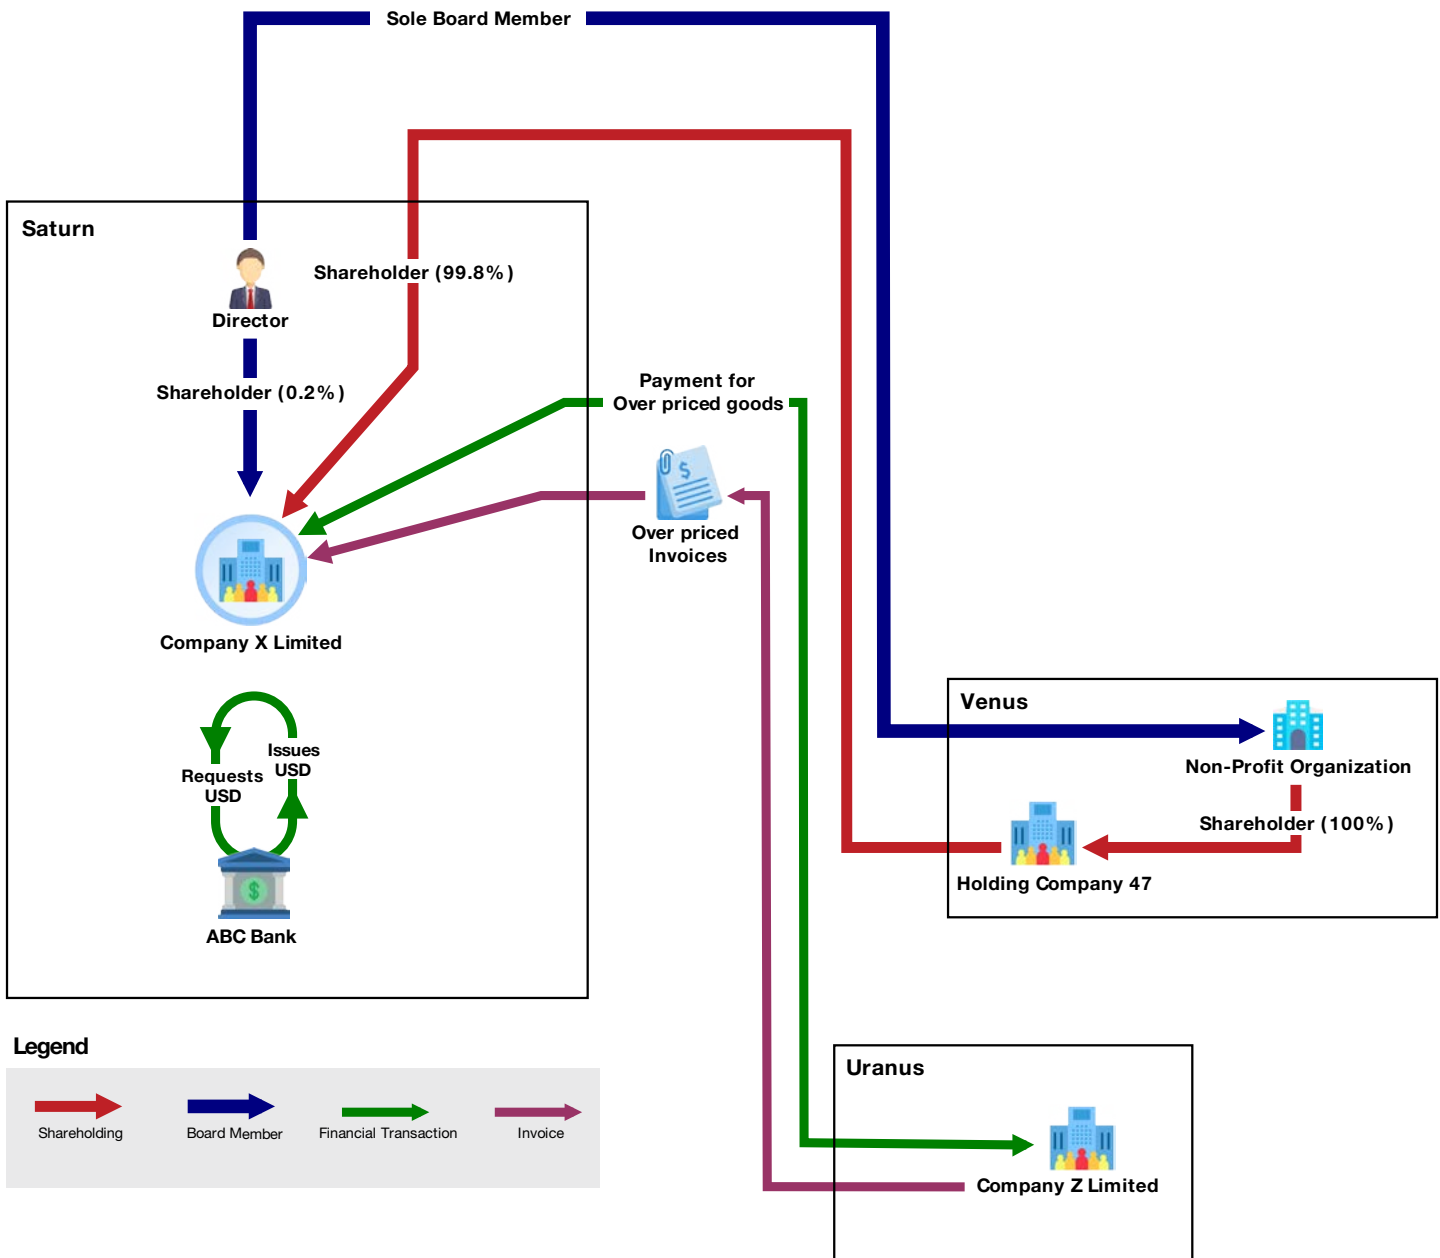 Sole Board Member
Saturn
Shareholder (99.8%)
Director
Shareholder (0.2%)
Payment for
Over priced goods
$
Over priced
Invoices
Company X Limited
Venus
Non-Profit Organization
Shareholder (100%)
Holding Company 47
Issues
USD
Requests
USD
$
ABC Bank
Legend
Shareholding
Board Member
Financial Transaction
Invoice
Uranus
Company Z Limited